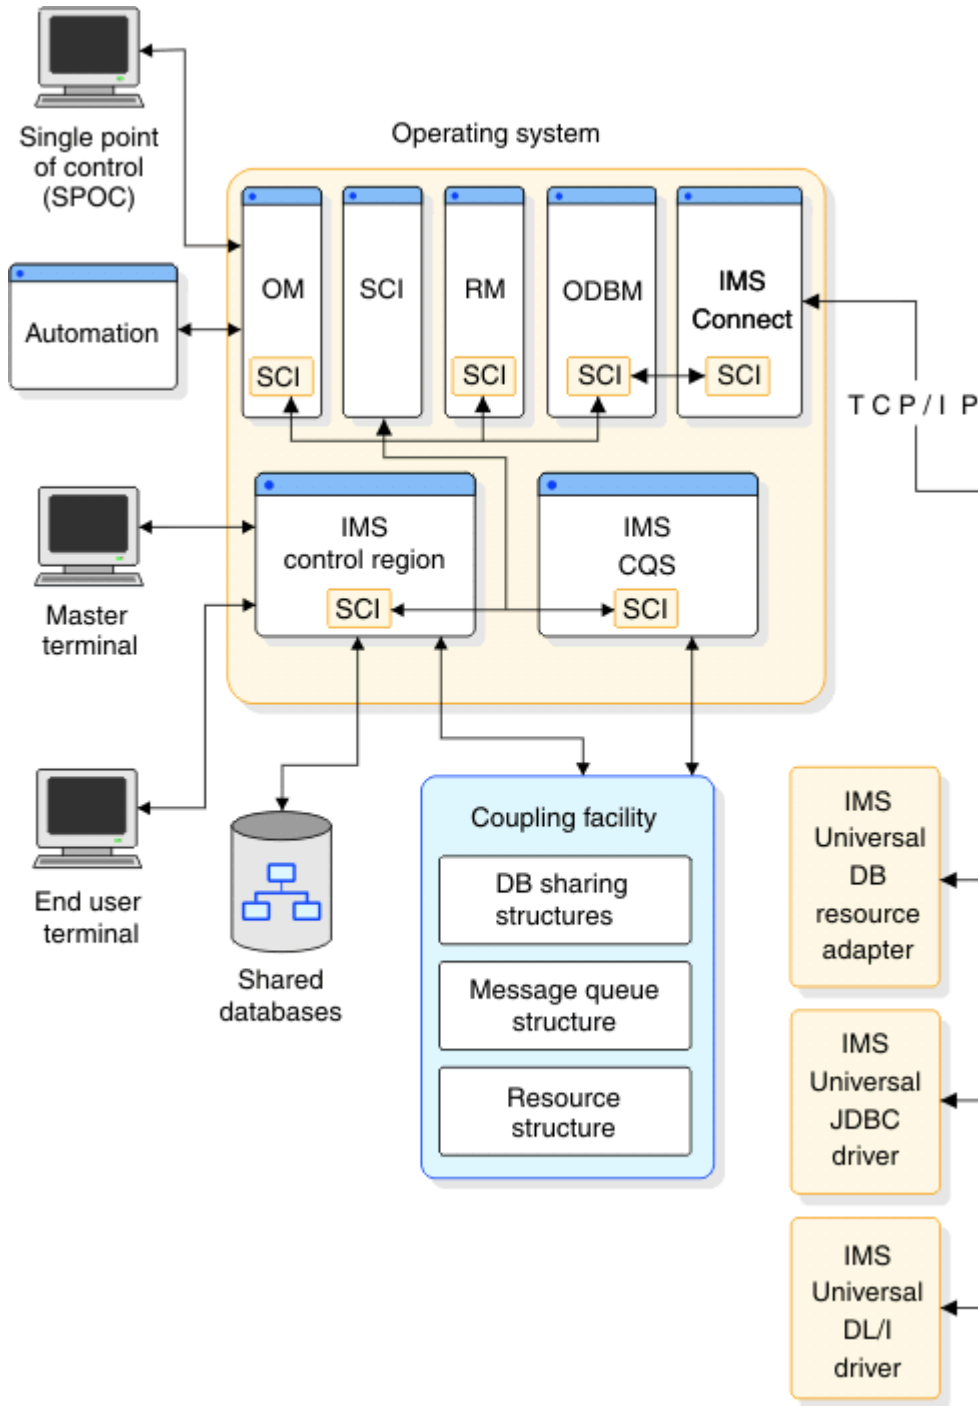 Single point
of control
(SPOC)
Operating system
OM
SCI
SCI
RM
SCI
ODBM
SCI
IMS
Connect
SCI
Automation
TCP/IP
IMS
control region
SCI
IMS
CQS
SCI
Master
terminal
End user
terminal
Shared
databases
Coupling facility
DB sharing
structures
Message queue
structure
Resource
structure
IMS
Universal
DB
resource
adapter
IMS
Universal
JDBC
driver
IMS
Universal
DL/I
driver